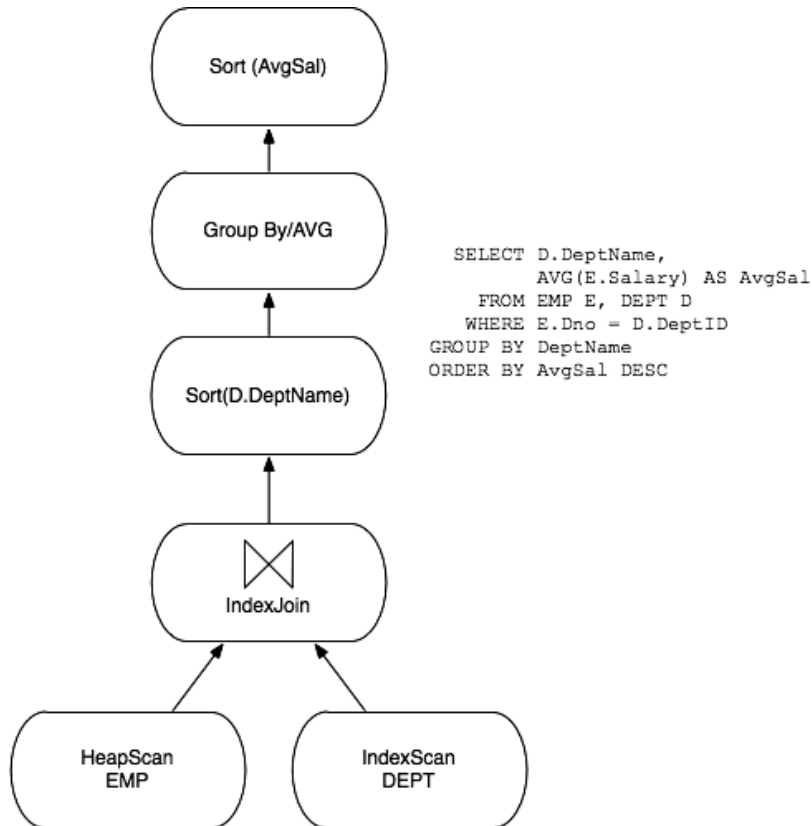 Sort (AvgSal)
Group By/AVG
SELECT D.DeptName,
AVG(E.Salary) AS AvgSal
FROM EMP E, DEPT D
WHERE E.Dno = D.DeptID
GROUP BY DeptName
ORDER BY AvgSal DESC
Sort(D.DeptName)
IndexJoin
HeapScan
EMP
IndexScan
DEPT